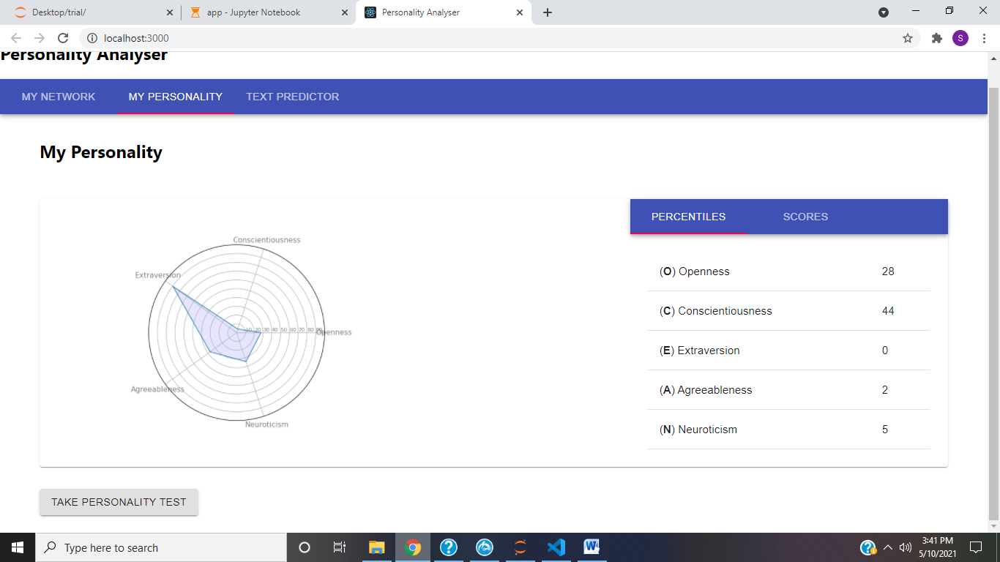 Desktop/trial/
app - Jupyter Notebook
Personality Analyser
localhost:3000
S
Personality Analyser
MY NETWORK MY PERSONALITY TEXT PREDICTOR
My Personality
PERCENTILES SCORES
Conscientiousness
Extraversion
10 20 30 40 50 60 70 80
Openness
Agreeableness
Neuroticism
(O) Openness 28
(C) Conscientiousness 44
(E) Extraversion 0
(A) Agreeableness 2
(N) Neuroticism 5
TAKE PERSONALITY TEST
Type here to search
3:41 PM
5/10/2021